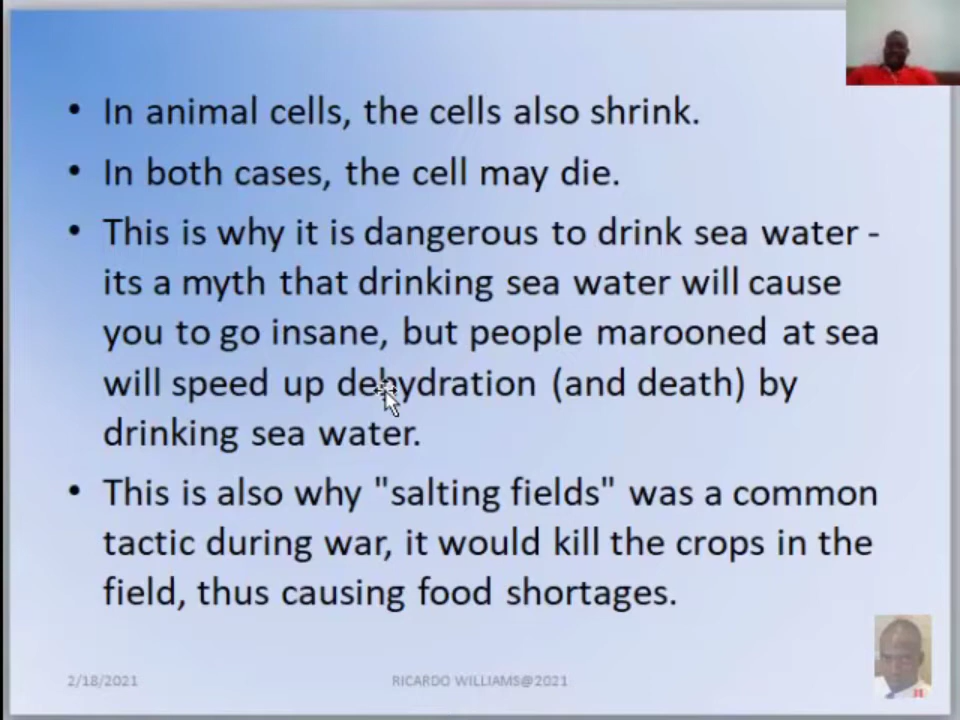 • In animal cells, the cells also shrink.
• In both cases, the cell may die.
• This is why it is dangerous to drink sea water -
its a myth that drinking sea water will cause
you to go insane, but people marooned at sea
will speed up dehydration (and death) by
drinking sea water.
• This is also why "salting fields" was a common
tactic during war, it would kill the crops in the
field, thus causing food shortages.
2/18/2021
RICARDO WILLIAMS@2021